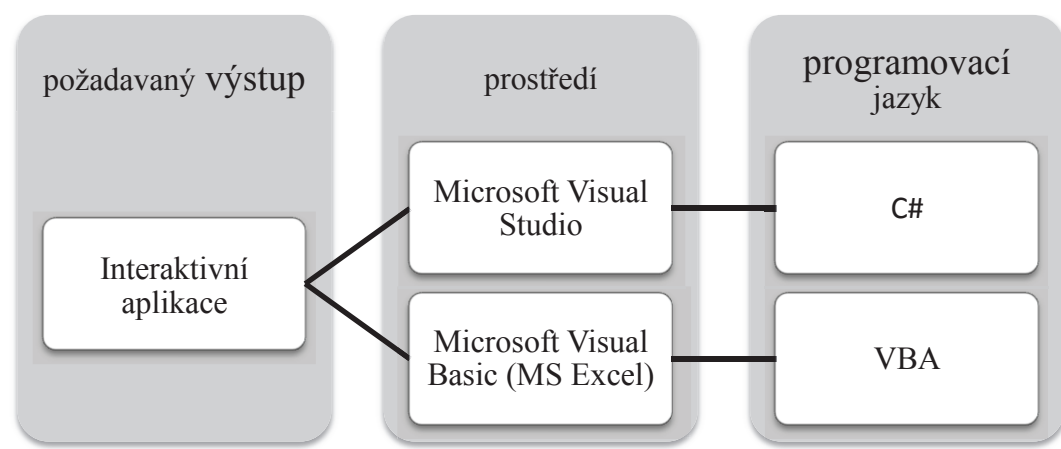 požadavaný výstup
Interaktivní
aplikace
prostředí
Microsoft Visual
Studio
Microsoft Visual
Basic (MS Excel)
programovací
jazyk
C#
VBA